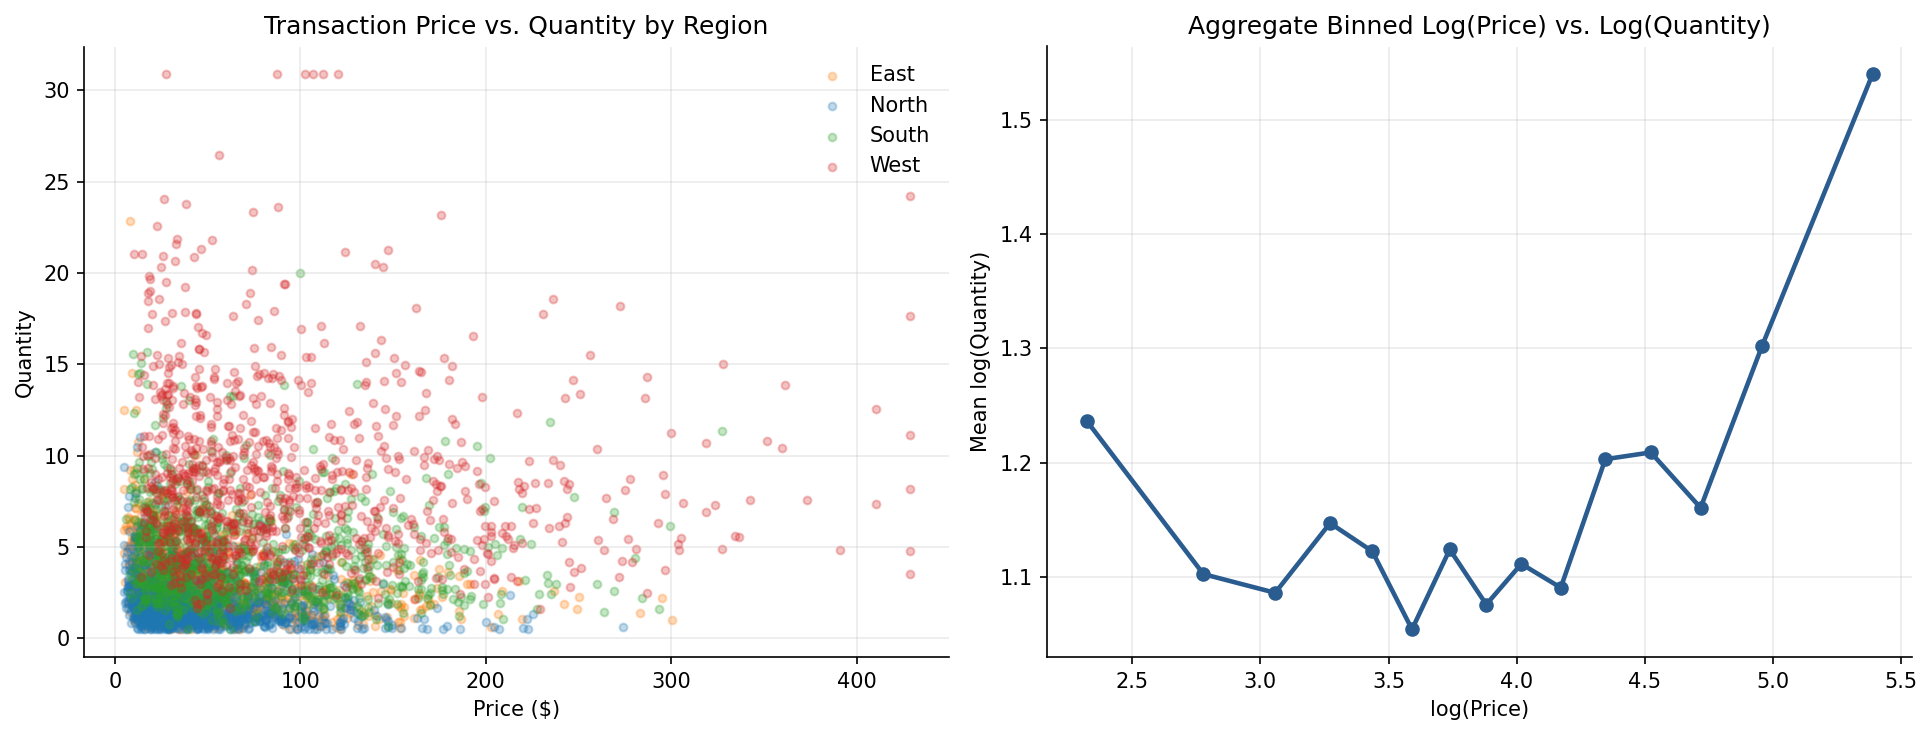 Transaction Price vs. Quantity by Region
30
25
20
15
10
5
0
Quantity
0 100 200 300 400
Price ($)
East
North
South
West
Aggregate Binned Log(Price) vs. Log(Quantity)
1.5
1.4
1.3
1.2
1.1
Mean log(Quantity)
2.5 3.0 3.5 4.0 4.5 5.0 5.5
log(Price)